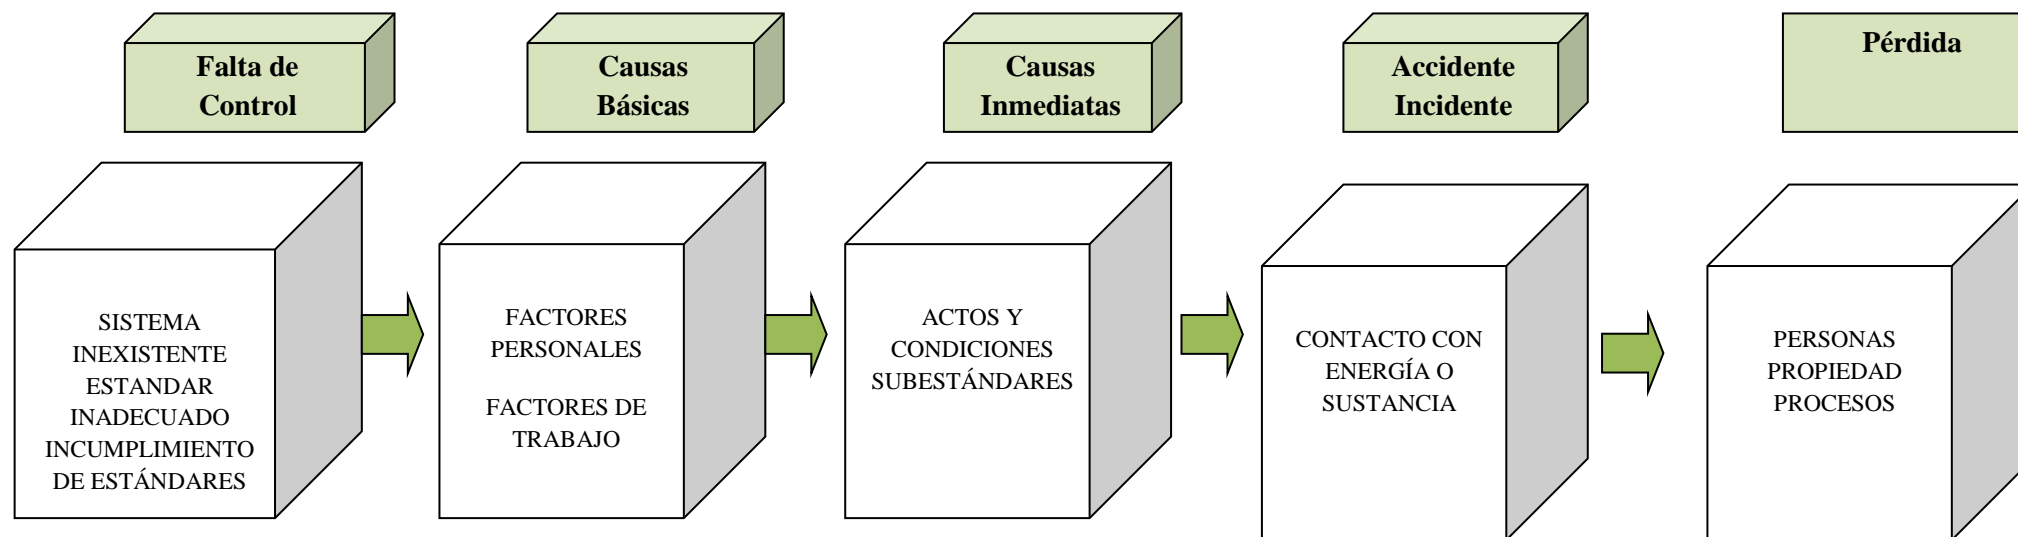 Falta de
Control
Causas
Básicas
Causas
Inmediatas
Accidente
Incidente
Pérdida
SISTEMA
INEXISTENTE
ESTANDAR
INADECUADO
INCUMPLIMIENTO
DE ESTÁNDARES
FACTORES
PERSONALES
FACTORES DE
TRABAJO
ACTOS Y
CONDICIONES
SUBESTÁNDARES
CONTACTO CON
ENERGÍA O
SUSTANCIA
PERSONAS
PROPIEDAD
PROCESOS